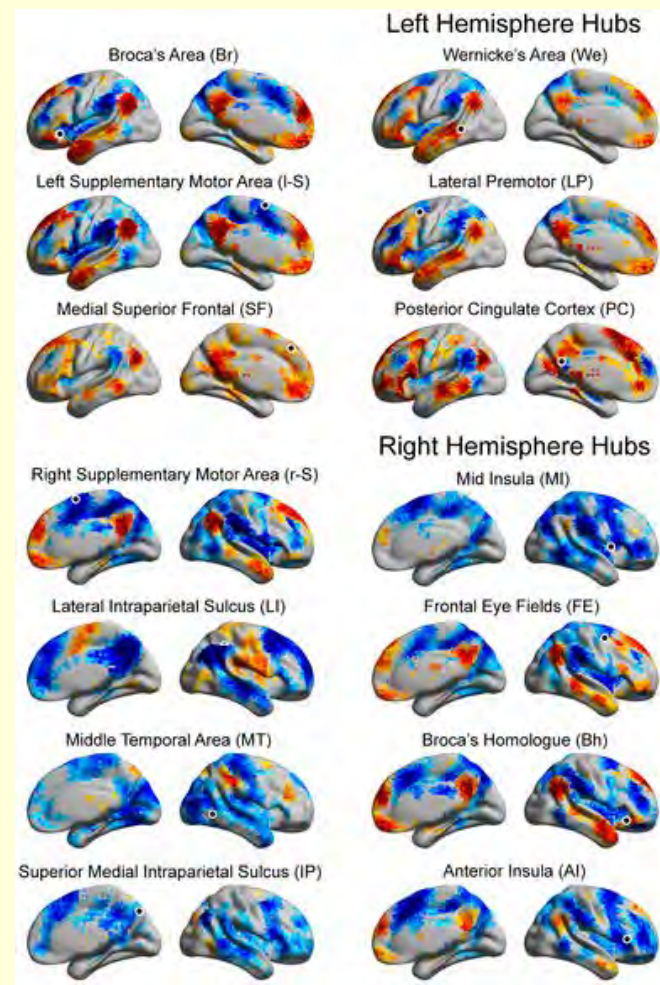 Left Hemisphere Hubs
Broca's Area (Br)
Wernicke's Area (We)
Left Supplementary Motor Area (l-S)
Lateral Premotor (LP)
Medial Superior Frontal (SF)
Posterior Cingulate Cortex (PC)
Right Hemisphere Hubs
Right Supplementary Motor Area (r-S)
Mid Insula (MI)
Lateral Intraparietal Sulcus (LI)
Frontal Eye Fields (FE)
Middle Temporal Area (MT)
Broca's Homologue (Bh)
Superior Medial Intraparietal Sulcus (IP)
Anterior Insula (AI)